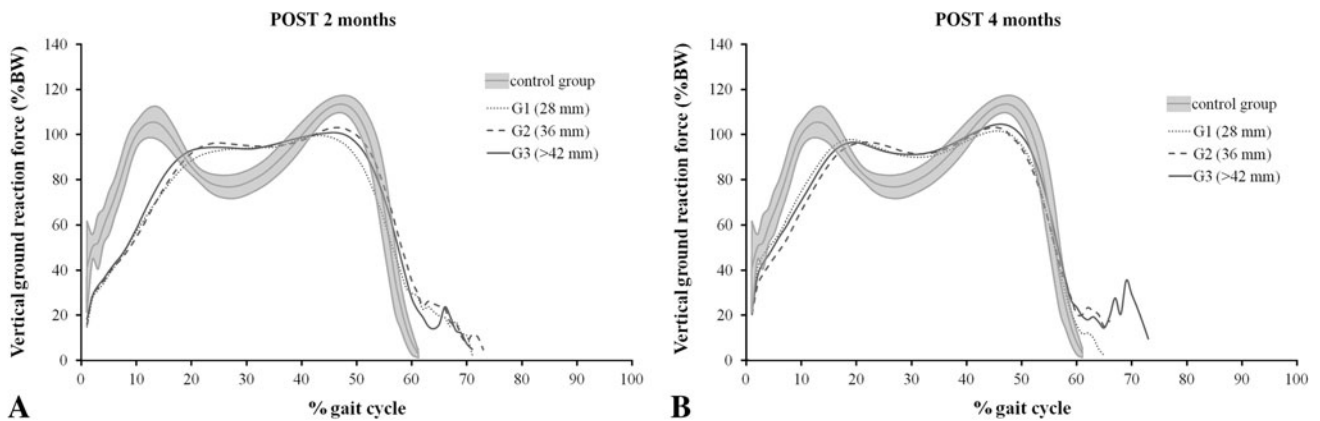 POST 2 months
Vertical ground reaction force (%BW)
140
120
100
80
60
40
20
0
0 10 20 30 40 50 60 70 80 90 100
% gait cycle
control group
G1 (28 mm)
G2 (36 mm)
G3 (>42 mm)
A
POST 4 months
Vertical ground reaction force (%BW)
140
120
100
80
60
40
20
0
0 10 20 30 40 50 60 70 80 90 100
% gait cycle
control group
G1 (28 mm)
G2 (36 mm)
G3 (>42 mm)
B